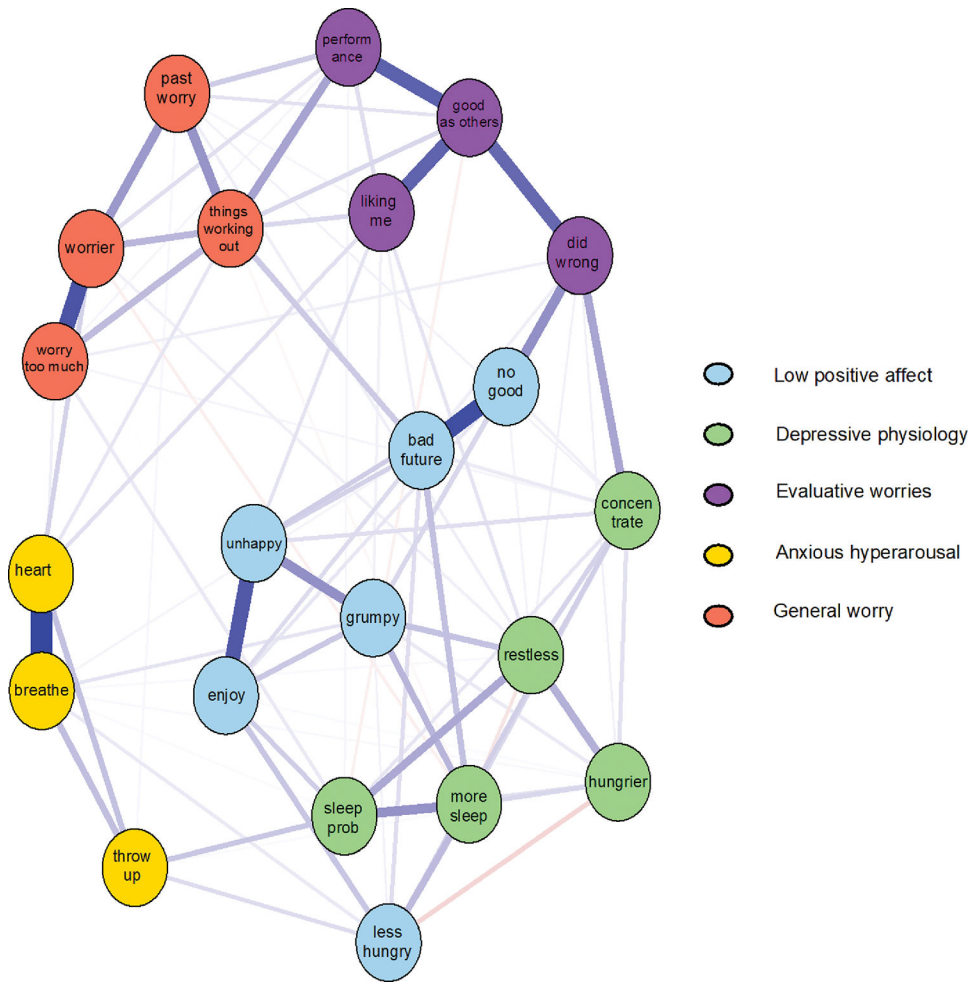 perform
ance
past
worry
good
as others
liking
me
things
working
out
worrier
did
wrong
worry
too much
no
good
bad
future
concen
trate
unhappy
heart
grumpy
restless
breathe
enjoy
hungrier
sleep
prob
more
sleep
throw
up
less
hungry
Low positive affect
Depressive physiology
Evaluative worries
Anxious hyperarousal
General worry